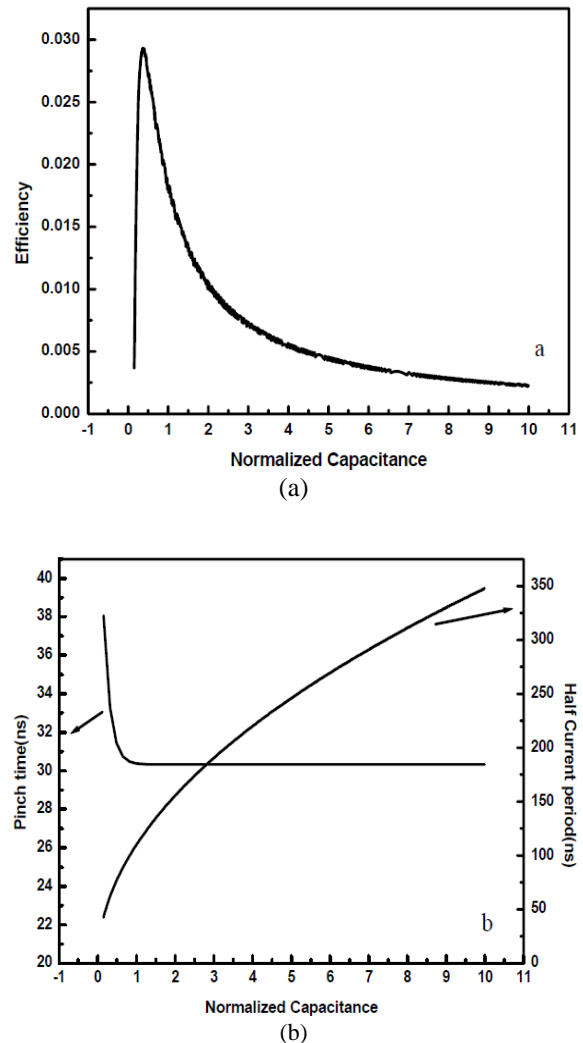 0.030
0.025
0.020
0.015
0.010
0.005
0.000
Efficiency
a
-1 0 1 2 3 4 5 6 7 8 9 10 11
Normalized Capacitance
(a)
40
38
36
34
32
30
28
26
24
22
20
Pinch time(ns)
350
300
250
200
150
100
50
0
Half Current period(ns)
b
-1 0 1 2 3 4 5 6 7 8 9 10 11
Normalized Capacitance
(b)